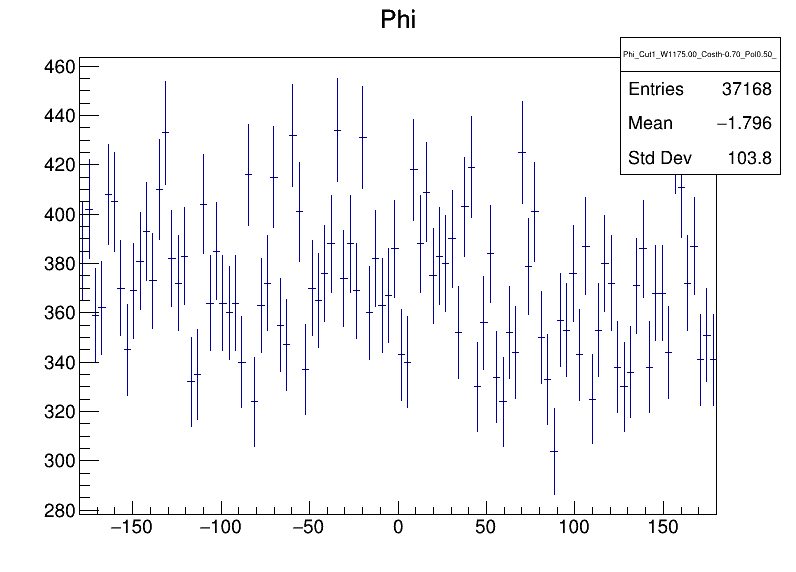 Phi
Phi_Cut1_W1175.00_Costh-0.70_Pol0.50_
Entries 37168
Mean −1.796
Std Dev 103.8
460
440
420
400
380
360
340
320
300
280
−150 −100 −50 0 50 100 150